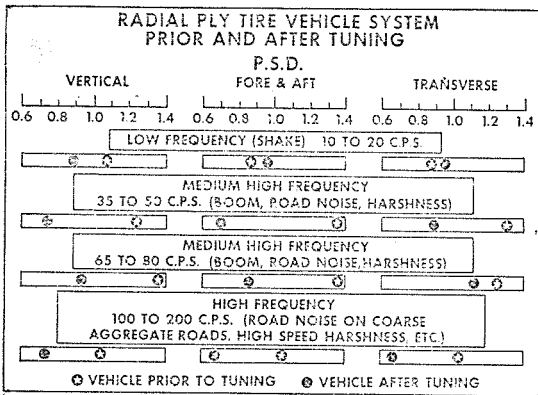 RADIAL PLY TIRE VEHICLE SYSTEM
PRIOR AND AFTER TUNING
P.S.D.
VERTICAL FORE & AFT TRANSVERSE
0.6 0.8 1.0 1.2 1.4 0.6 0.8 1.0 1.2 1.4 0.6 0.8 1.0 1.2 1.4
LOW FREQUENCY (SHAKE) 10 TO 20 C.P.S.
MEDIUM HIGH FREQUENCY
35 TO 50 C.P.S. (BOOM, ROAD NOISE, HARSHNESS)
MEDIUM HIGH FREQUENCY
65 TO 80 C.P.S. (BOOM, ROAD NOISE, HARSHNESS)
HIGH FREQUENCY
100 TO 200 C.P.S. (ROAD NOISE ON COARSE
AGGREGATE ROADS, HIGH SPEED HARSHNESS, ETC.)
VEHICLE PRIOR TO TUNING VEHICLE AFTER TUNING